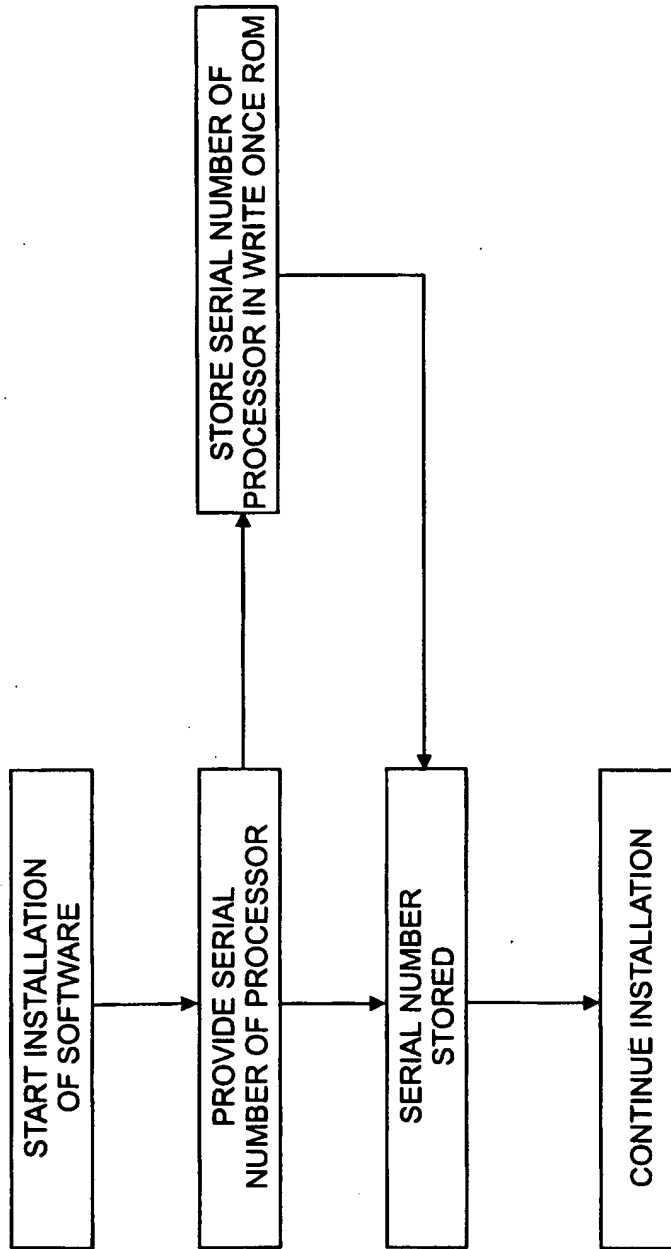 START INSTALLATION
OF SOFTWARE
PROVIDE SERIAL
NUMBER OF PROCESSOR
STORE SERIAL NUMBER OF
PROCESSOR IN WRITE ONCE ROM
SERIAL NUMBER
STORED
CONTINUE INSTALLATION